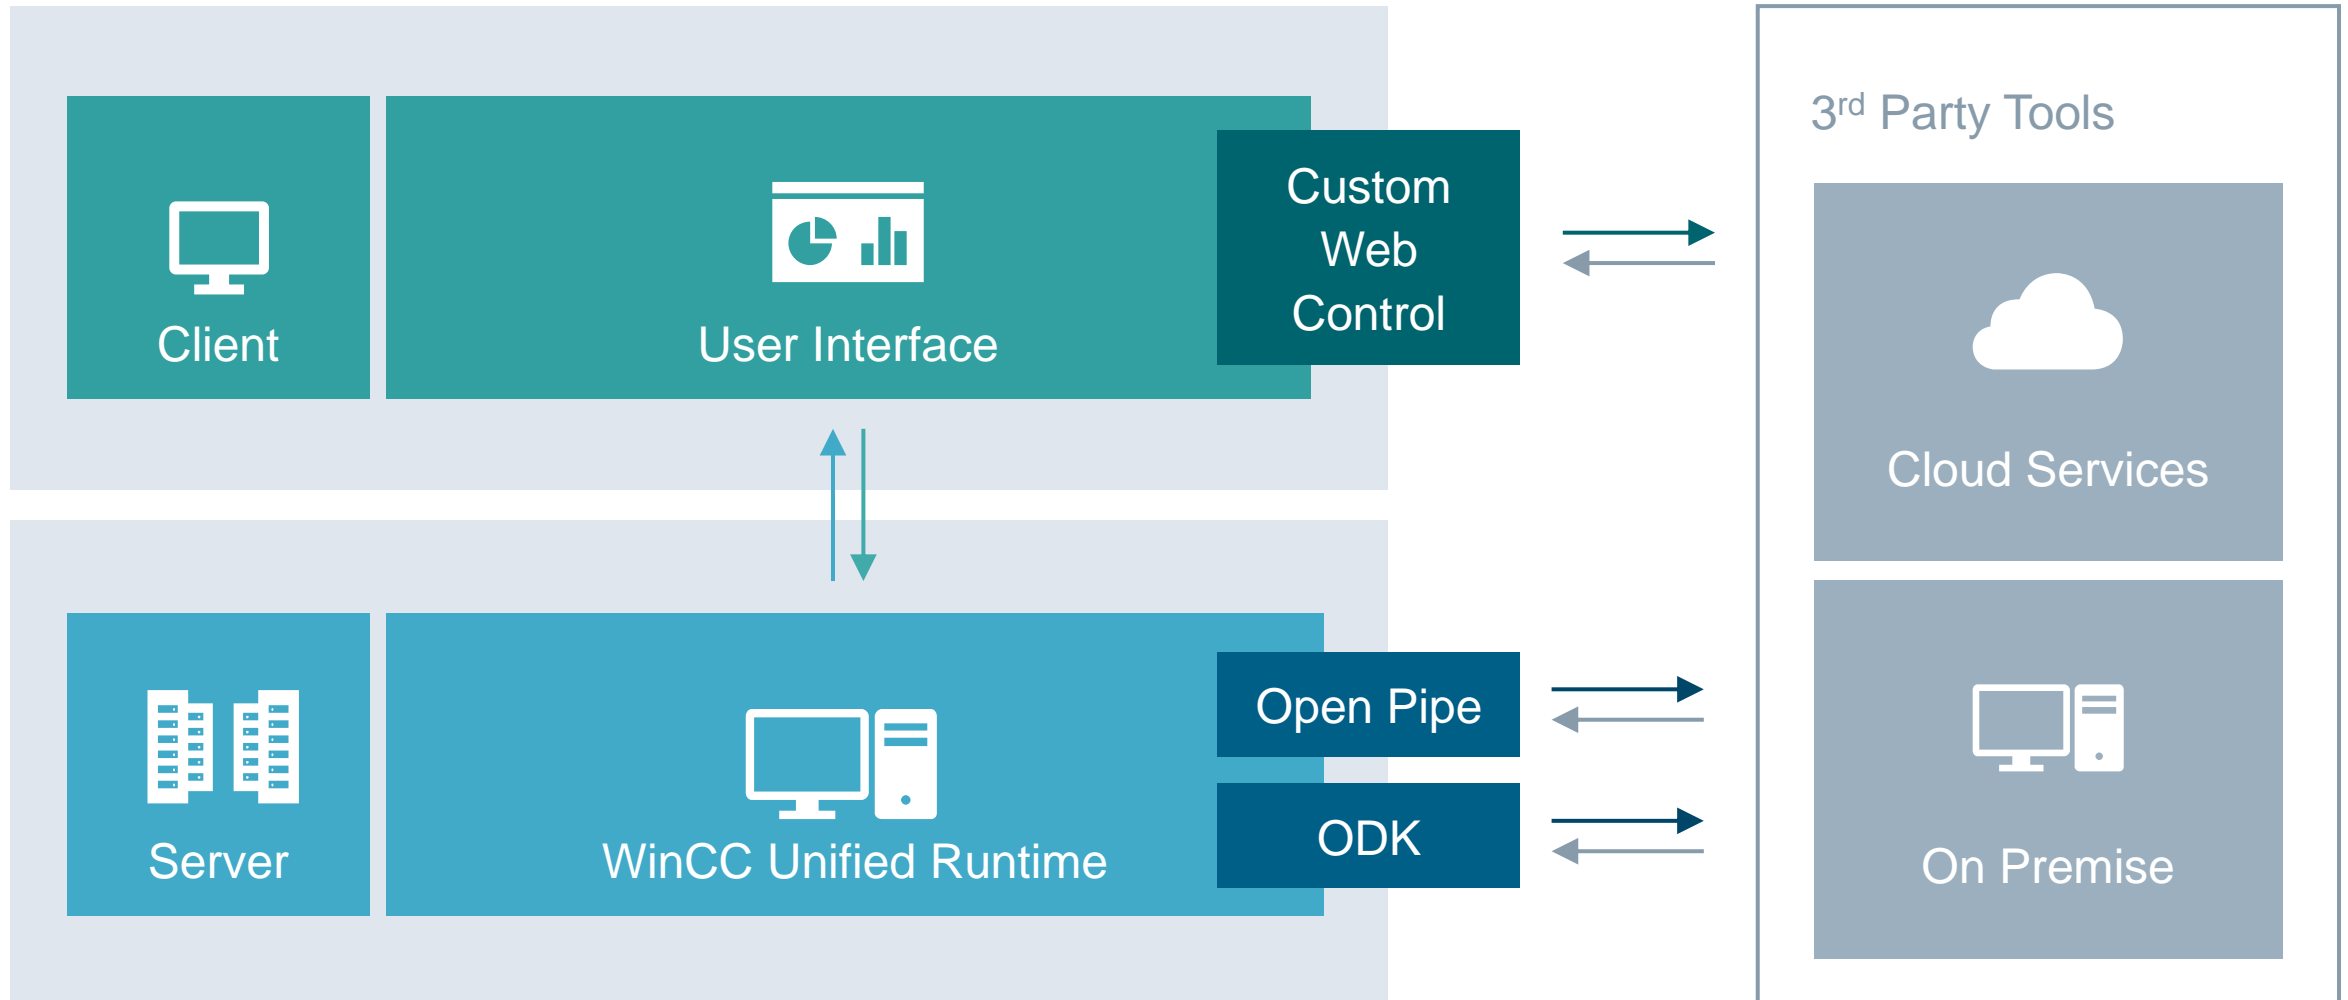 Client
User Interface
Custom
Web
Control
3rd Party Tools
Cloud Services
Server
WinCC Unified Runtime
Open Pipe
ODK
On Premise